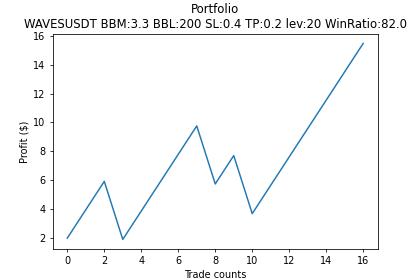 Portfolio
WAVESUSDT BBM:3.3 BBL:200 SL:0.4 TP:0.2 lev:20 WinRatio:82.0
16
14
12
10
8
6
4
2
Profit ($)
0 2 4 6 8 10 12 14 16
Trade counts